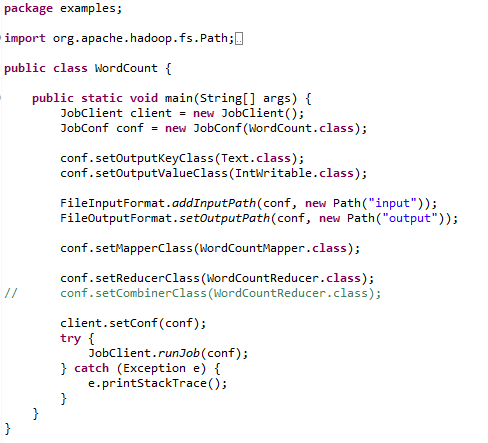 package examples;
import org.apache.hadoop.fs.Path;
public class WordCount {
public static void main(String[] args) {
JobClient client = new JobClient();
JobConf conf = new JobConf(WordCount.class);
conf.setOutputKeyClass(Text.class);
conf.setOutputValueClass(IntWritable.class);
FileInputFormat.addInputPath(conf, new Path("input"));
FileOutputFormat.setOutputPath(conf, new Path("output"));
conf.setMapperClass(WordCountMapper.class);
conf.setReducerClass(WordCountReducer.class);
// conf.setCombinerClass(WordCountReducer.class);
client.setConf(conf);
try {
JobClient.runJob(conf);
} catch (Exception e) {
e.printStackTrace();
}
}
}